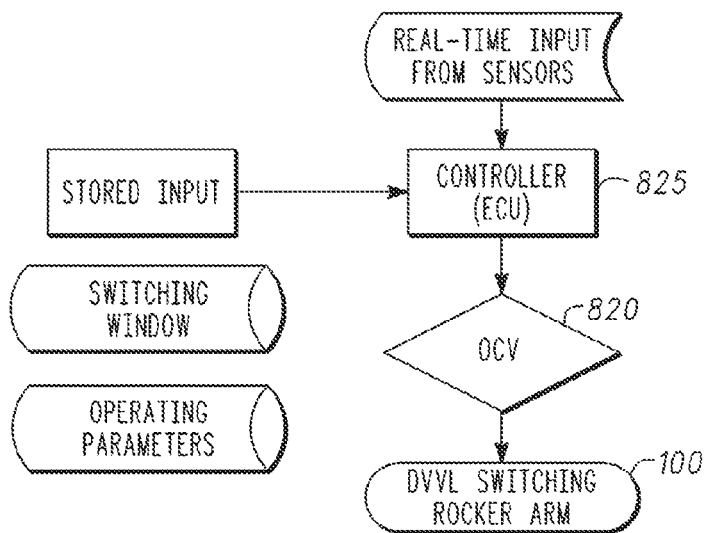 REAL-TIME INPUT
FROM SENSORS
STORED INPUT
CONTROLLER
(ECU)
825
SWITCHING
WINDOW
820
OCV
OPERATING
PARAMETERS
100
DVVL SWITCHING
ROCKER ARM